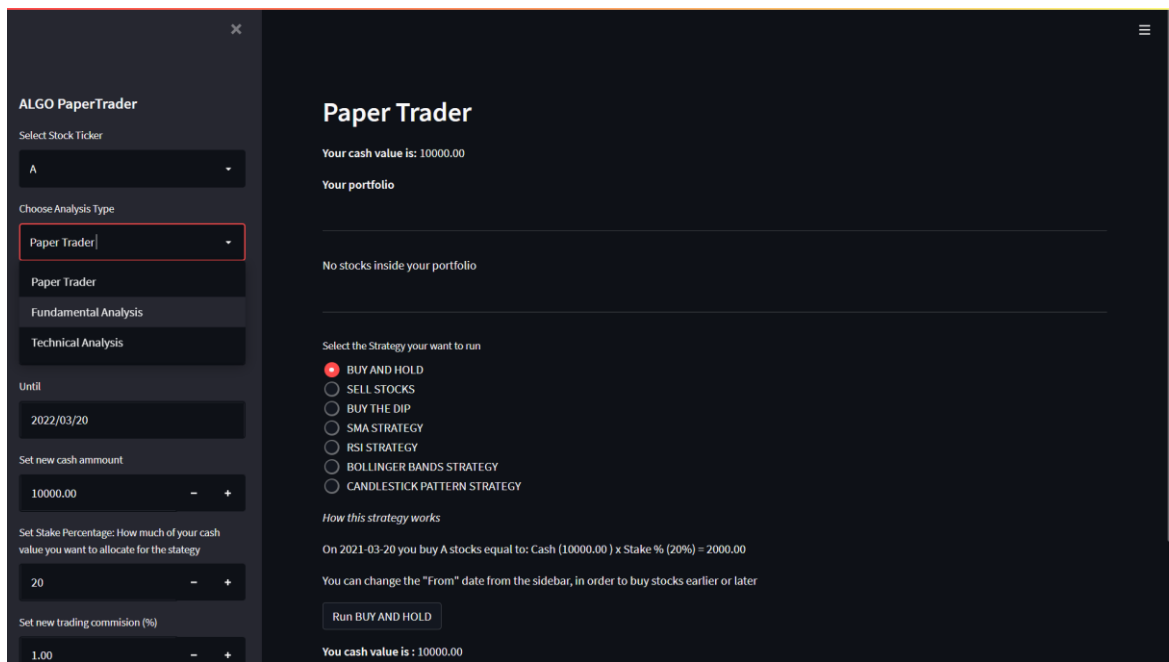 ALGO PaperTrader
Select Stock Ticker
A
Choose Analysis Type
Paper Trader
Paper Trader
Fundamental Analysis
Technical Analysis
Until
2022/03/20
Set new cash ammount
10000.00
Set Stake Percentage: How much of your cash
value you want to allocate for the stategy
20
Set new trading commision (%)
1.00
Paper Trader
Your cash value is: 10000.00
Your portfolio
No stocks inside your portfolio
Select the Strategy your want to run
BUY AND HOLD
SELL STOCKS
BUY THE DIP
SMA STRATEGY
RSI STRATEGY
BOLLINGER BANDS STRATEGY
CANDLESTICK PATTERN STRATEGY
How this strategy works
On 2021-03-20 you buy A stocks equal to: Cash (10000.00 ) x Stake % (20%) = 2000.00
You can change the "From" date from the sidebar, in order to buy stocks earlier or later
Run BUY AND HOLD
You cash value is : 10000.00